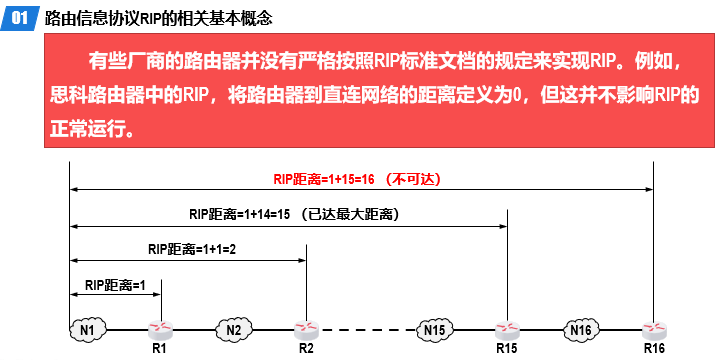 01 路由信息协议RIP的相关基本概念
有些厂商的路由器并没有严格按照RIP标准文档的规定来实现RIP。例如，
思科路由器中的RIP，将路由器到直连网络的距离定义为0，但这并不影响RIP的
正常运行。
RIP距离=1+15=16 （不可达）
RIP距离=1+14=15 （已达最大距离）
RIP距离=1+1=2
RIP距离=1
N1 N2 N15 N16
R1 R2 R15 R16